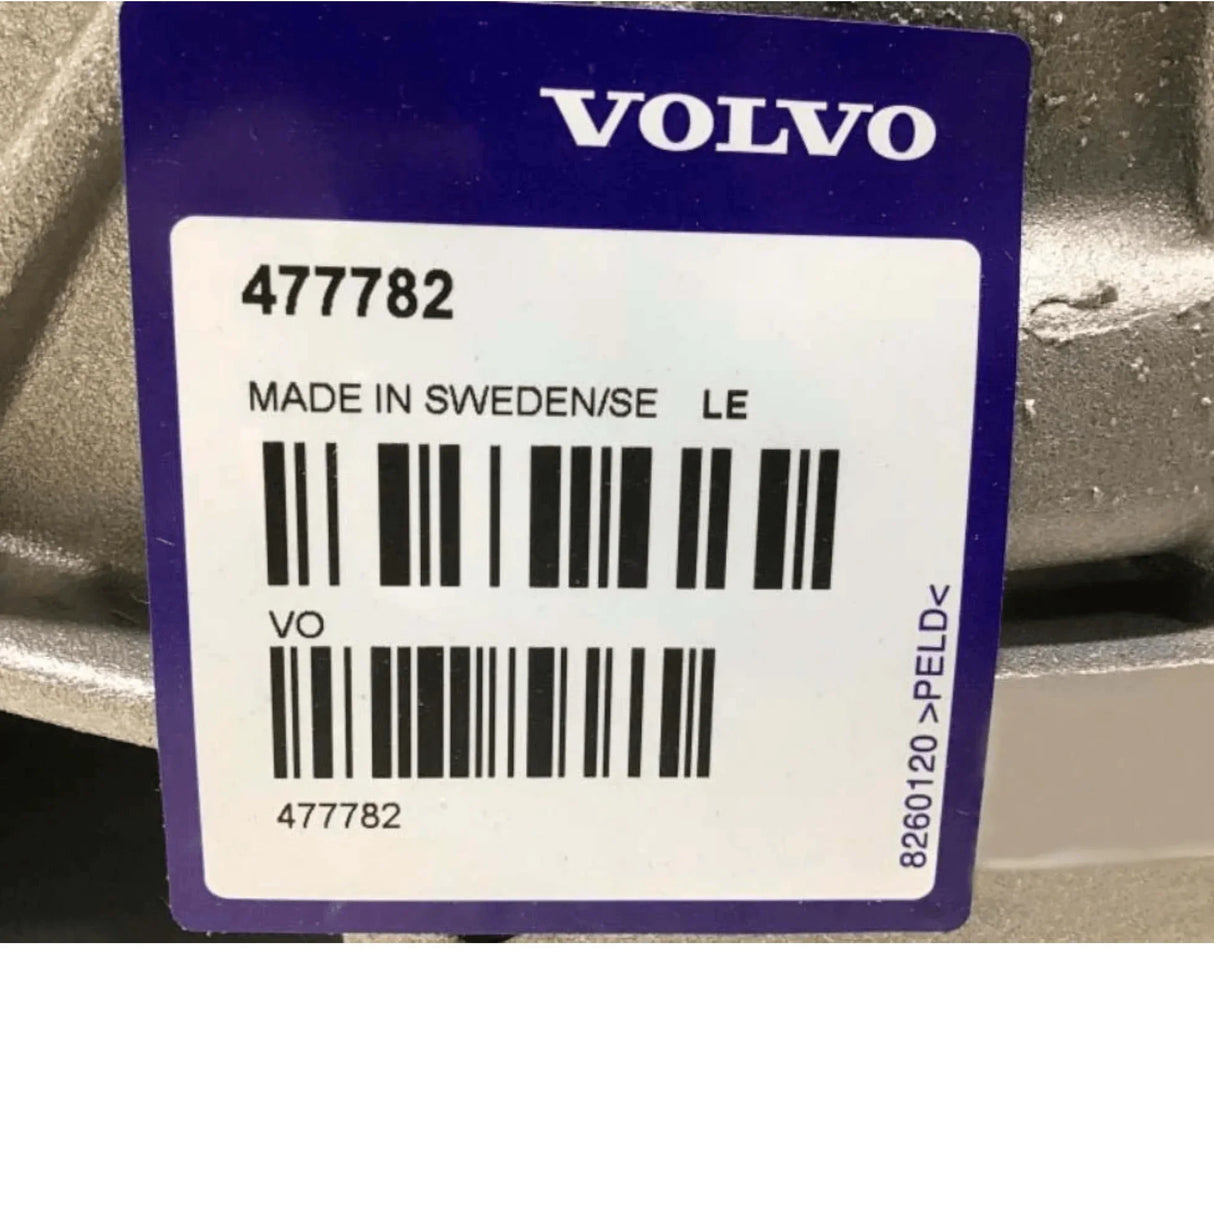 VOLVO
477782
MADE IN SWEDEN/SE LE
VO
477782
8260120 >PELD<